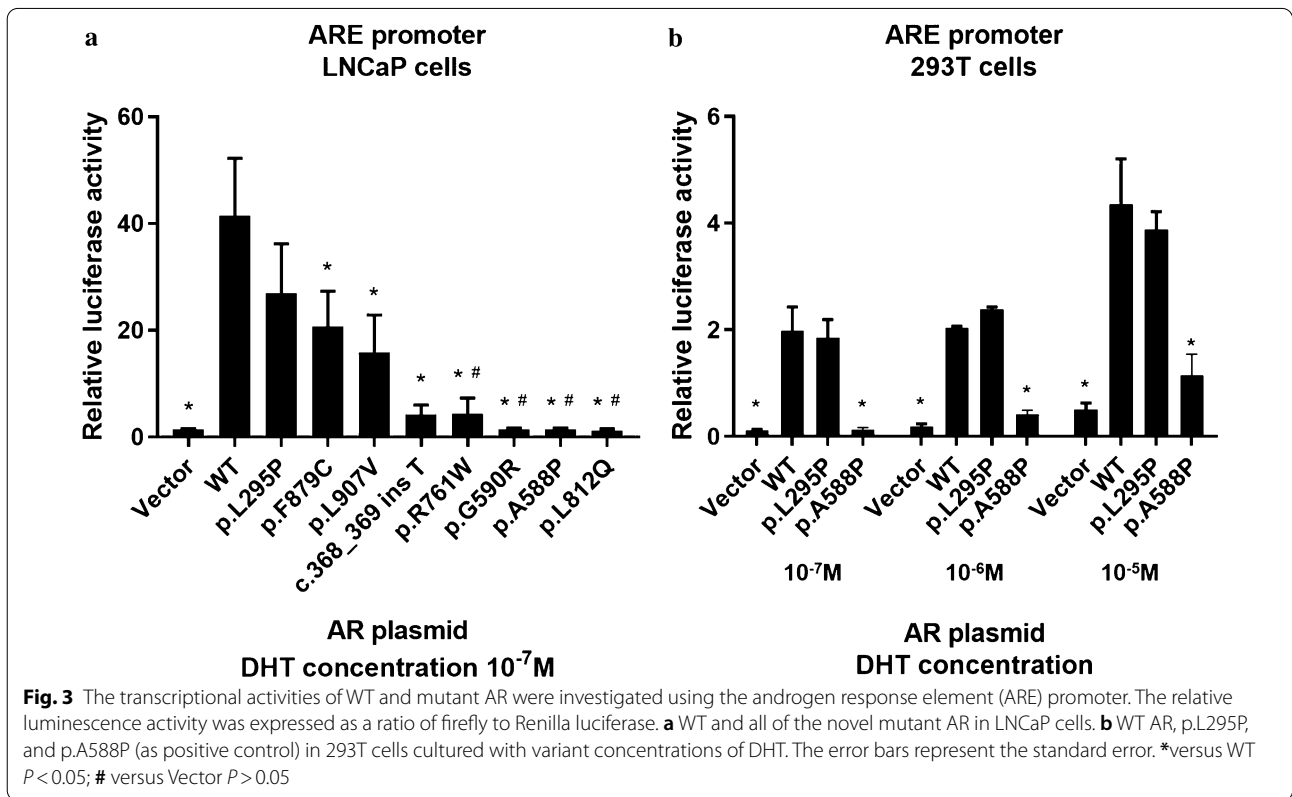 a
ARE promoter
LNCaP cells
Relative luciferase activity
60
40
20
0
*
*
*
*
* #
* #
* #
* #
Vector
WT
p.L295P
p.F879C
p.L907V
c.368_369 ins T
p.R761W
p.G590R
p.A588P
p.L812Q
AR plasmid
DHT concentration 10⁻⁷M
b
ARE promoter
293T cells
Relative luciferase activity
6
4
2
0
*
*
*
*
*
*
Vector
WT
p.L295P
p.A588P
Vector
WT
p.L295P
p.A588P
Vector
WT
p.L295P
p.A588P
10⁻⁷M
10⁻⁶M
10⁻⁵M
AR plasmid
DHT concentration
Fig. 3 The transcriptional activities of WT and mutant AR were investigated using the androgen response element (ARE) promoter. The relative
luminescence activity was expressed as a ratio of firefly to Renilla luciferase. a WT and all of the novel mutant AR in LNCaP cells. b WT AR, p.L295P,
and p.A588P (as positive control) in 293T cells cultured with variant concentrations of DHT. The error bars represent the standard error. *versus WT
P < 0.05; # versus Vector P > 0.05